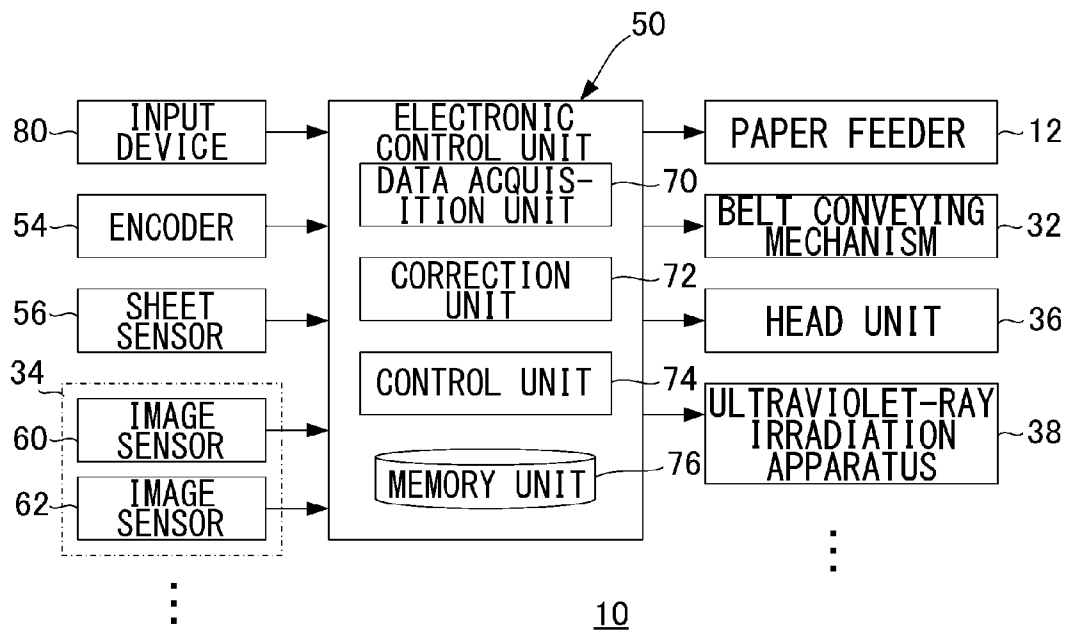 50
80
INPUT
DEVICE
54
ENCODER
56
SHEET
SENSOR
34
60
IMAGE
SENSOR
62
IMAGE
SENSOR
ELECTRONIC
CONTROL UNIT
DATA ACQUIS-
ITION UNIT
70
CORRECTION
UNIT
72
CONTROL UNIT
74
MEMORY UNIT
76
PAPER FEEDER
12
BELT CONVEYING
MECHANISM
32
HEAD UNIT
36
ULTRAVIOLET-RAY
IRRADIATION
APPARATUS
38
10